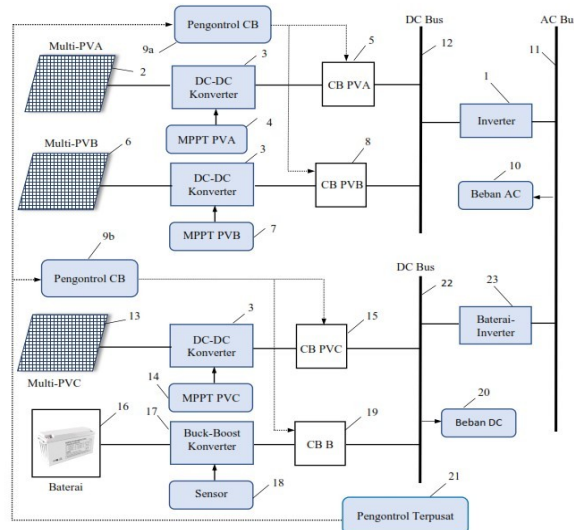 Pengontrol CB
9a
DC Bus
AC Bu
Multi-PVA
2
DC-DC
Konverter
3
5
CB PVA
12
11
1
Inverter
MPPT PVA
4
Multi-PVB
6
DC-DC
Konverter
3
8
CB PVB
10
Beban AC
MPPT PVB
7
9b
Pengontrol CB
DC Bus
22
23
Baterai-
Inverter
13
Multi-PVC
DC-DC
Konverter
3
15
CB PVC
14
MPPT PVC
20
Beban DC
16
Baterai
17
Buck-Boost
Konverter
19
CB B
Sensor
18
21
Pengontrol Terpusat